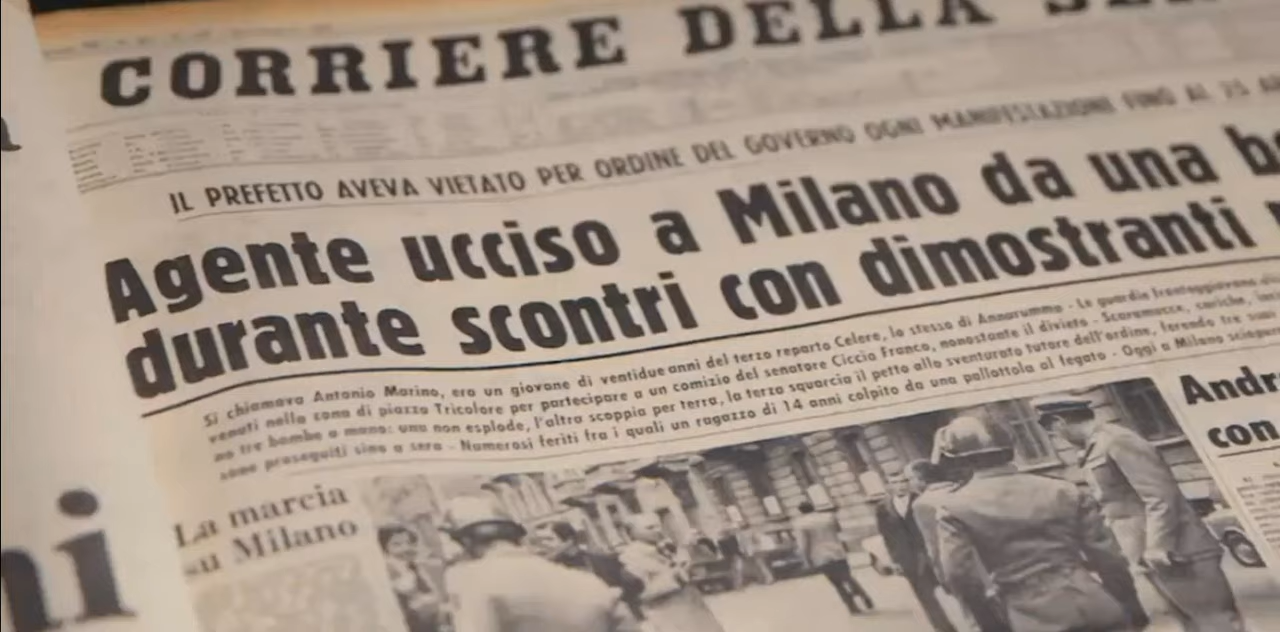 CORRIERE DELLA
IL PREFETTO AVEVA VIETATO PER ORDINE DEL GOVERNO OGNI MANIFESTAZIONE FINO AL 25
Agente ucciso a Milano da una
durante scontri con dimostranti
Si chiamava Antonio Marino, era un giovane di ventidue anni del terzo reparto Celere, lo stesso di Annarumma - Le guardie fronteggiavano
venuti nella zona di piazza Tricolore per partecipare a un comizio del senatore Ciccio Franco, nonostante il divieto - Scaramucce, cariche,
no tre bombe a mano: una non esplode, l'altra scoppia per terra, la terza squarcia il petto allo sventurato tutore dell'ordine, ferendo tre suoi
sono proseguiti sino a sera - Numerosi feriti fra i quali un ragazzo di 14 anni colpito da una pallottola al fegato - Oggi a Milano
La marcia
su Milano
con